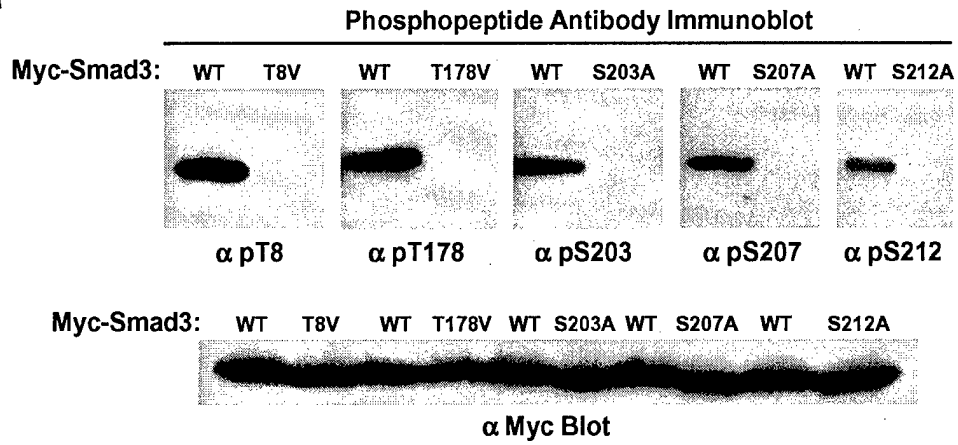 Phosphopeptide Antibody Immunoblot
Myc-Smad3: WT T8V WT T178V WT S203A WT S207A WT S212A
α pT8 α pT178 α pS203 α pS207 α pS212
Myc-Smad3: WT T8V WT T178V WT S203A WT S207A WT S212A
α Myc Blot